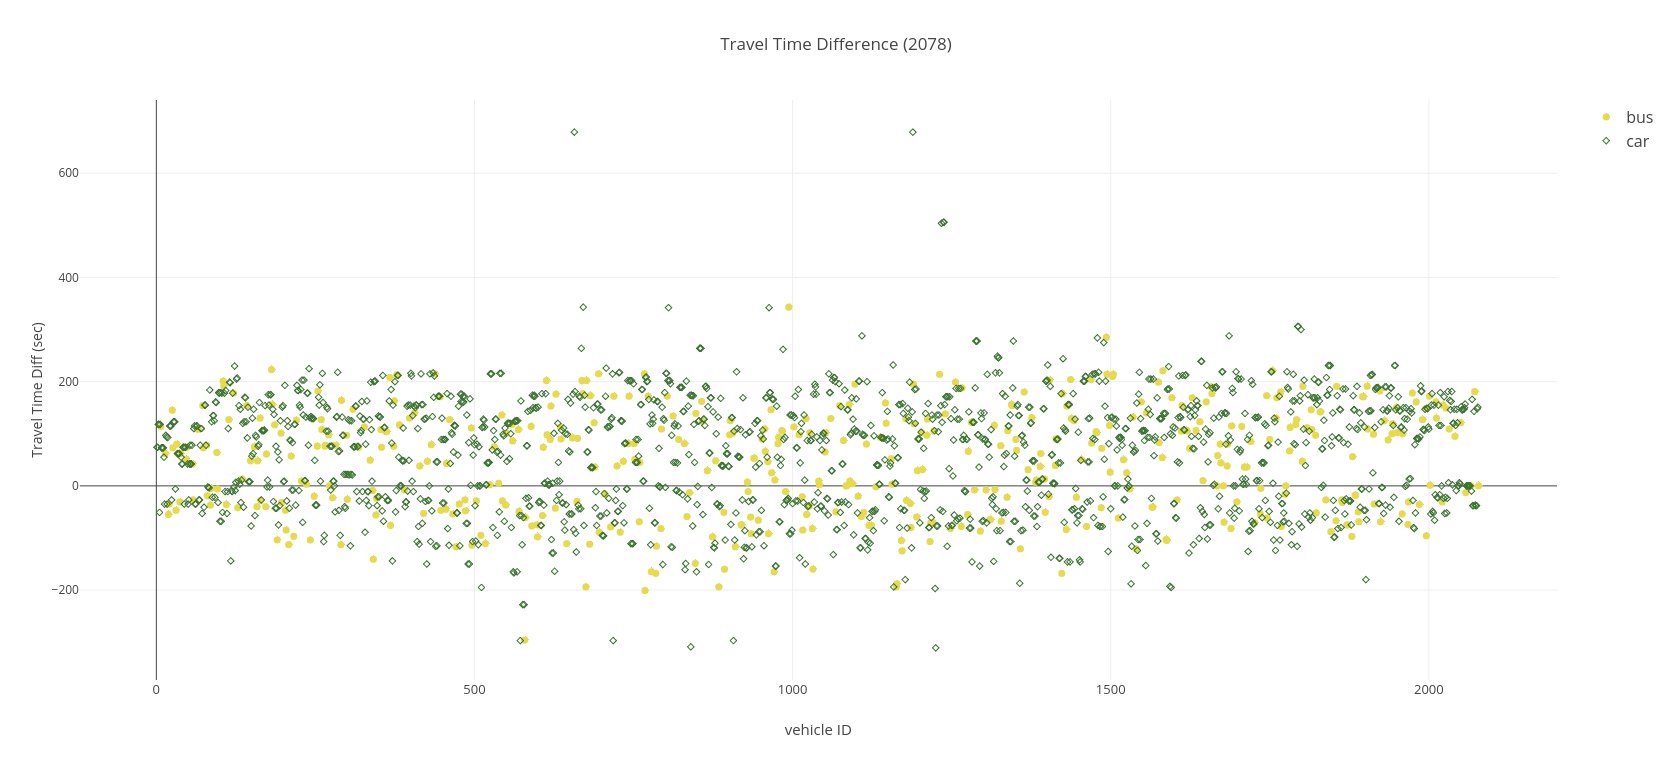 Travel Time Difference (2078)
bus
car
Travel Time Diff (sec)
600
400
200
0
−200
0
500
1000
1500
2000
vehicle ID